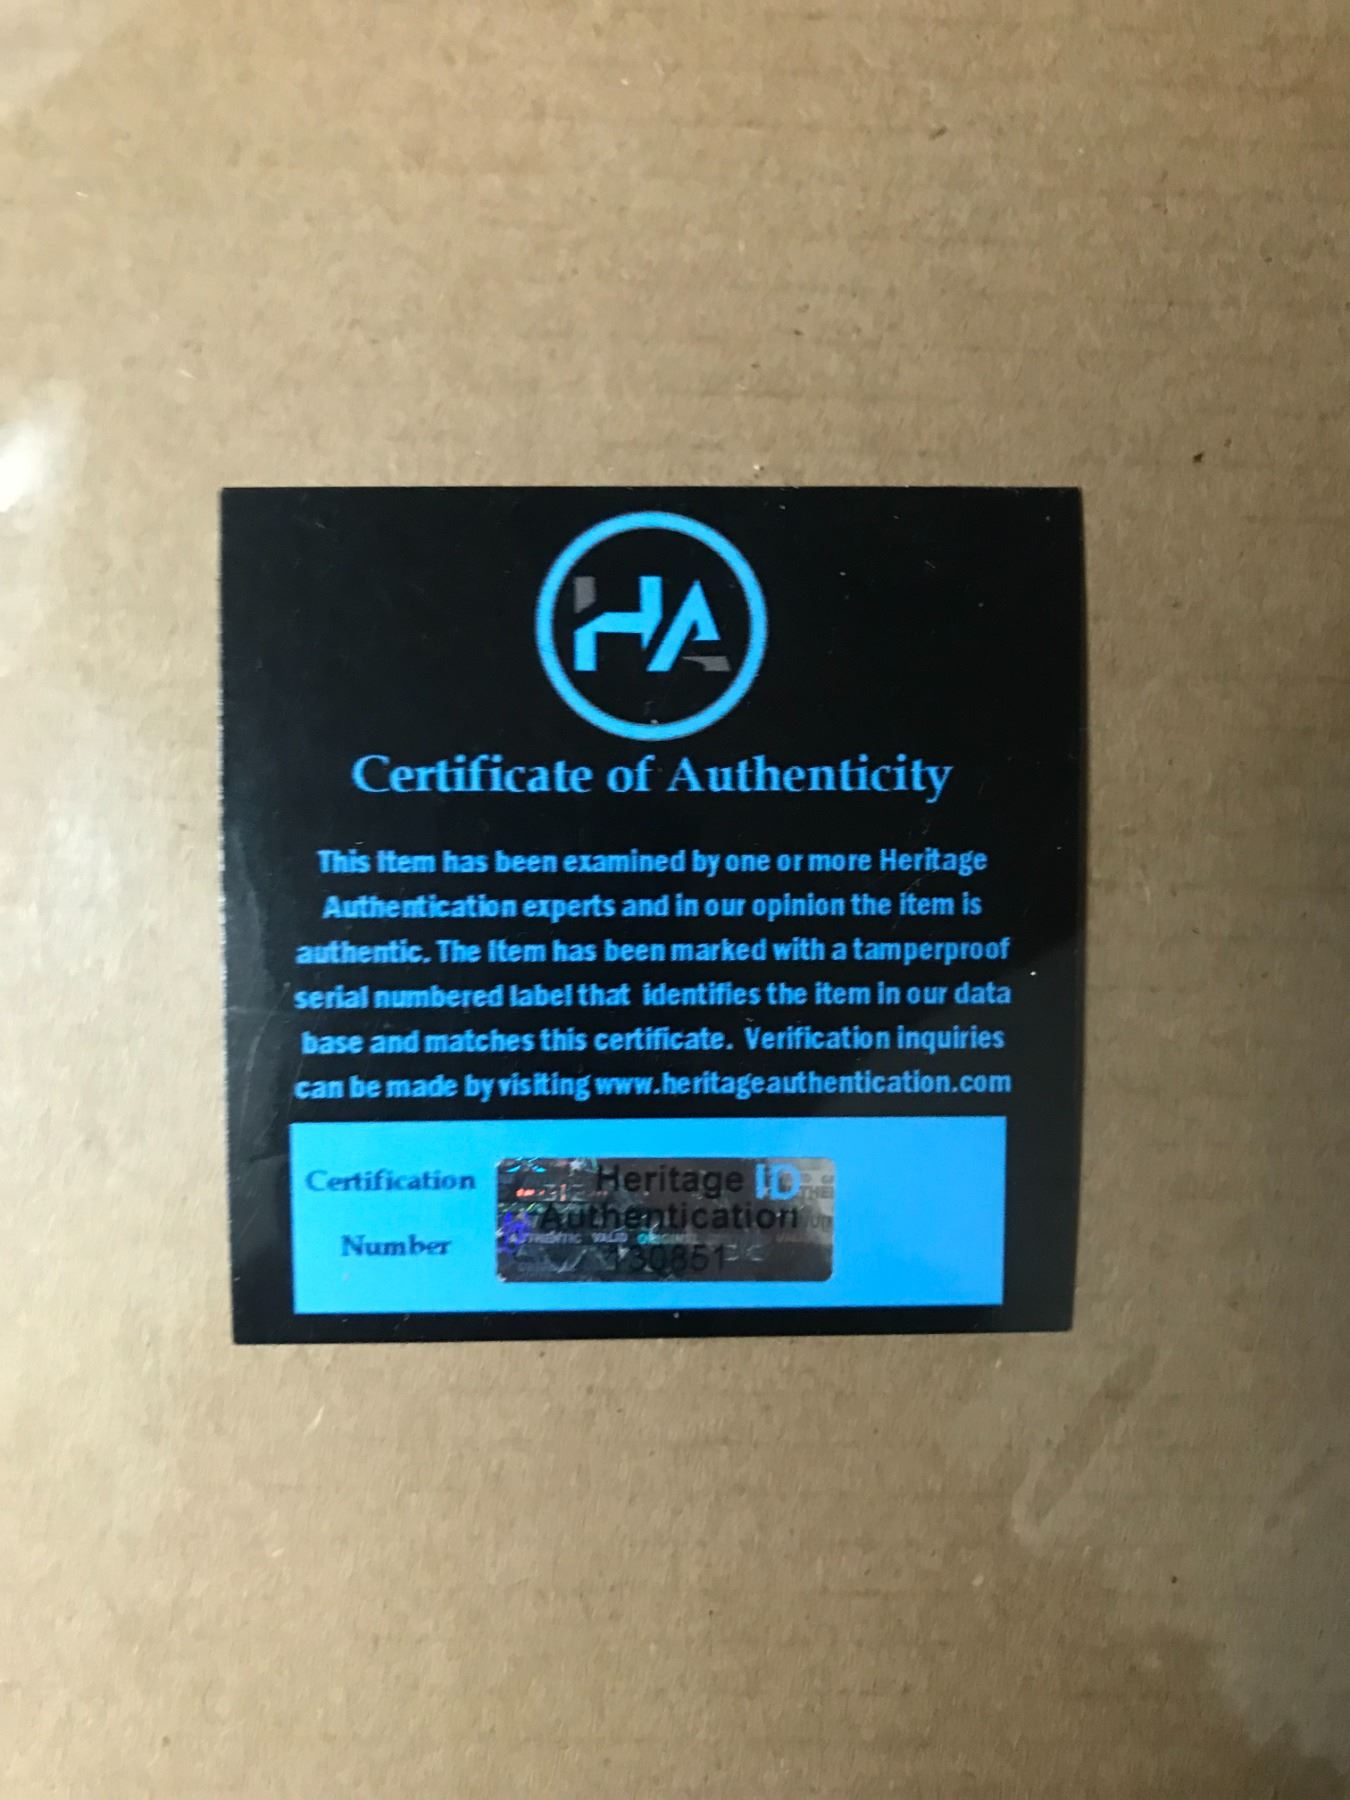 HA
Certificate of Authenticity
This Item has been examined by one or more Heritage
Authentication experts and in our opinion the item is
authentic. The Item has been marked with a tamperproof
serial numbered label that identifies the item in our data
base and matches this certificate. Verification inquiries
can be made by visiting www.heritageauthentication.com
Certification
Number
Heritage ID
Authentication
AUTHENTIC VALID ORIGINAL
130851